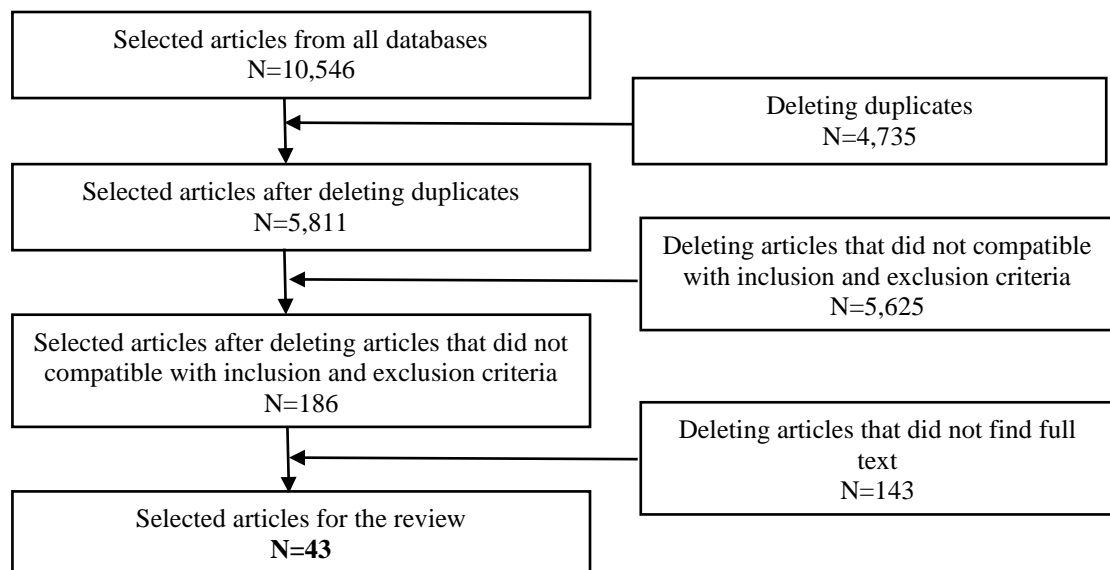 Selected articles from all databases
N=10,546
Deleting duplicates
N=4,735
Selected articles after deleting duplicates
N=5,811
Deleting articles that did not compatible
with inclusion and exclusion criteria
N=5,625
Selected articles after deleting articles that did not
compatible with inclusion and exclusion criteria
N=186
Deleting articles that did not find full
text
N=143
Selected articles for the review
N=43